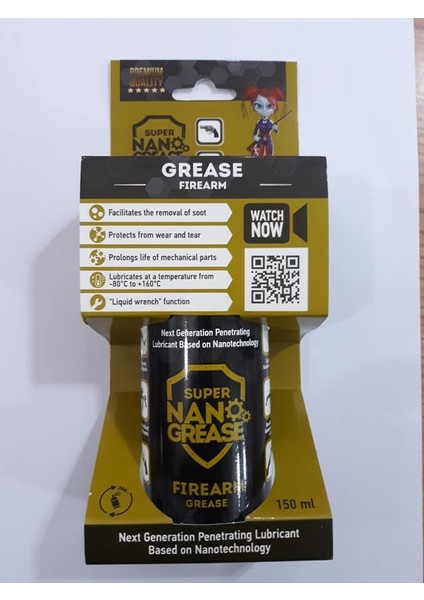 PREMIUM
QUALITY
SUPER
NANO
GREASE
GREASE
FIREARM
Facilitates the removal of soot
Protects from wear and tear
Prolongs life of mechanical parts
Lubricates at a temperature from
-80°C to +160°C
"Liquid wrench" function
WATCH
NOW
Next Generation Penetrating
Lubricant Based on Nanotechnology
SUPER
NANO
GREASE
FIREARM
GREASE
150 ml
Next Generation Penetrating Lubricant
Based on Nanotechnology